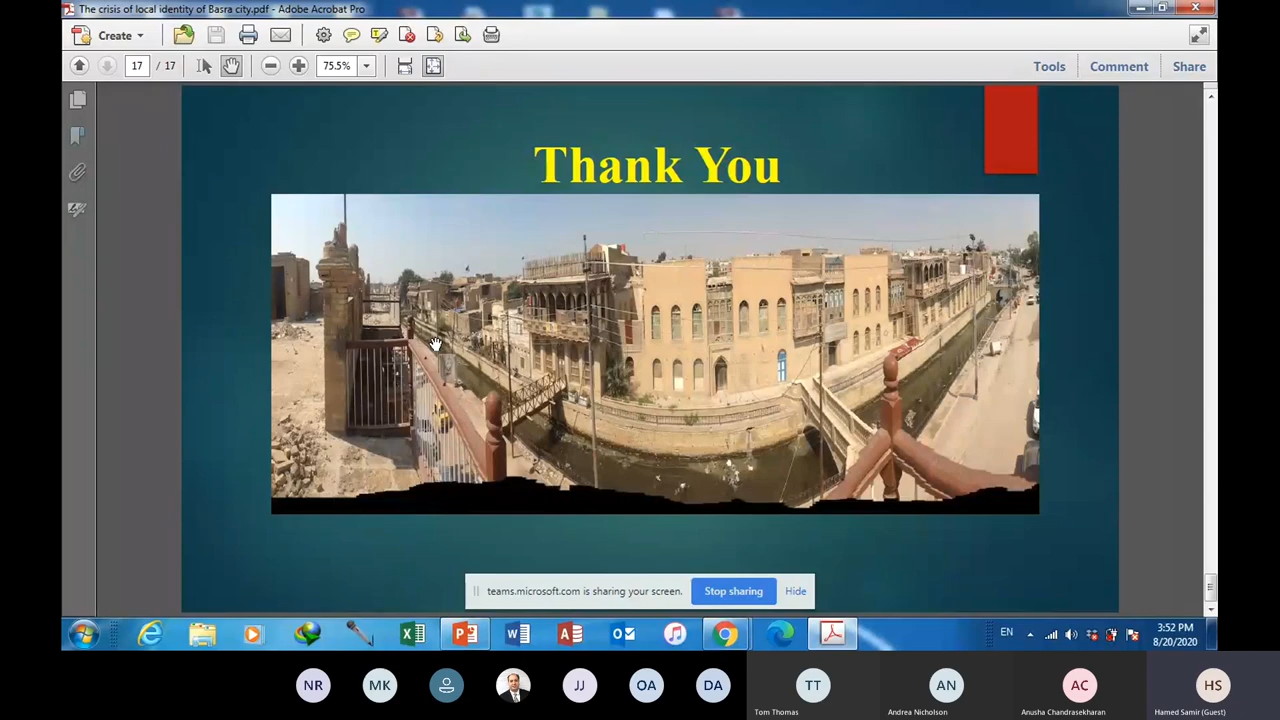 The crisis of local identity of Basra city.pdf - Adobe Acrobat Pro
Create
17 / 17
75.5%
Tools
Comment
Share
Thank You
teams.microsoft.com is sharing your screen.
Stop sharing
Hide
EN
3:52 PM
8/20/2020
NR
MK
JJ
OA
DA
TT
AN
AC
HS
Tom Thomas
Andrea Nicholson
Anusha Chandrasekharan
Hamed Samir (Guest)